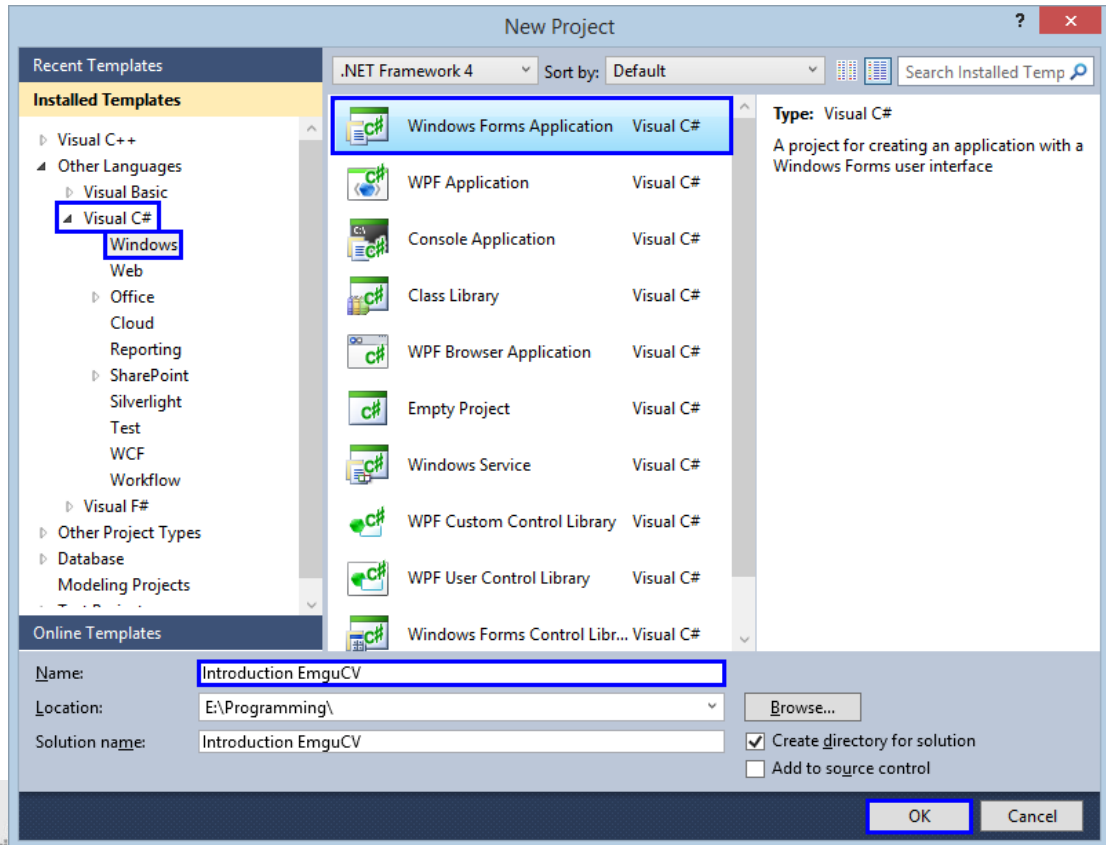 New Project
?
Recent Templates
Installed Templates
Visual C++
Other Languages
Visual Basic
Visual C#
Windows
Web
Office
Cloud
Reporting
SharePoint
Silverlight
Test
WCF
Workflow
Visual F#
Other Project Types
Database
Modeling Projects
Online Templates
.NET Framework 4
Sort by:
Default
Search Installed Temp
Windows Forms Application Visual C#
WPF Application Visual C#
Console Application Visual C#
Class Library Visual C#
WPF Browser Application Visual C#
Empty Project Visual C#
Windows Service Visual C#
WPF Custom Control Library Visual C#
WPF User Control Library Visual C#
Windows Forms Control Libr... Visual C#
Type: Visual C#
A project for creating an application with a
Windows Forms user interface
Name: Introduction EmguCV
Location: E:\Programming\
Browse...
Solution name: Introduction EmguCV
Create directory for solution
Add to source control
OK
Cancel